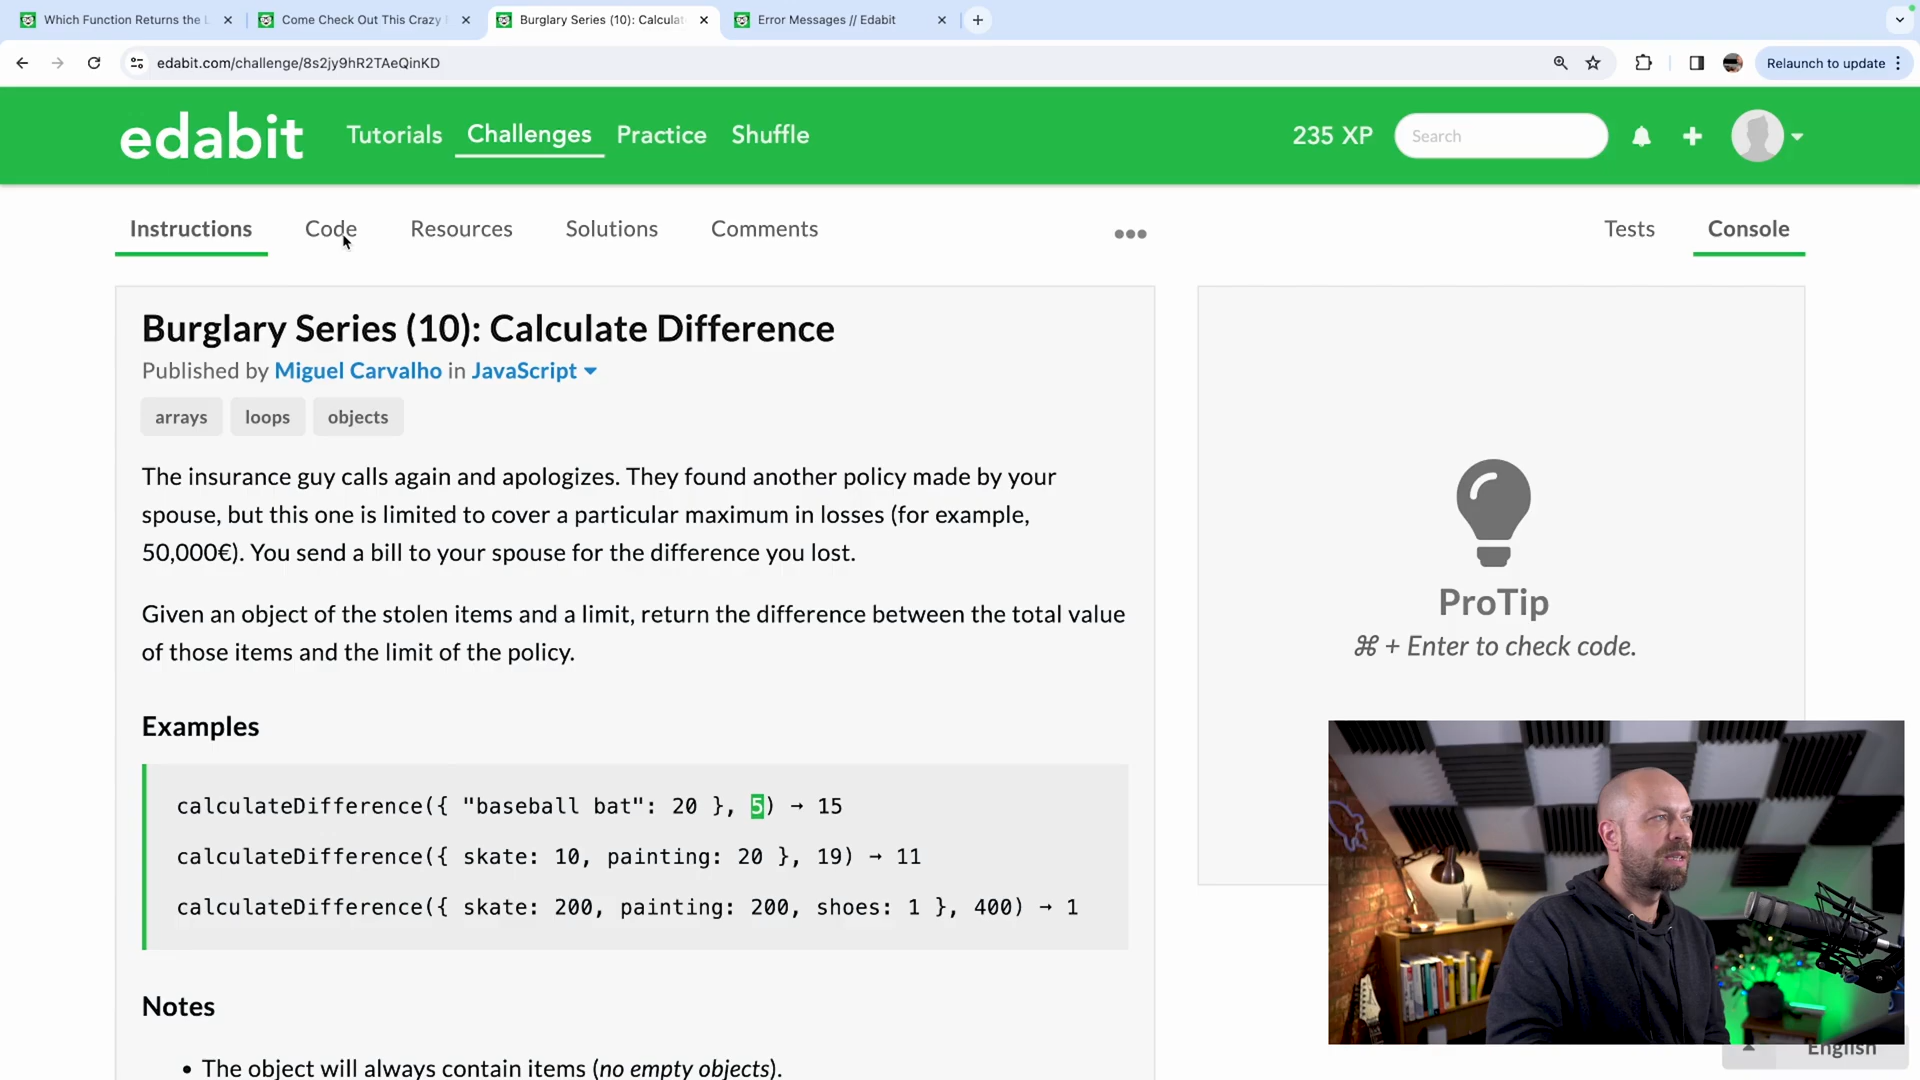 Which Function Returns the L
Come Check Out This Crazy
Burglary Series (10): Calcula
Error Messages // Edabit
edabit.com/challenge/8s2jy9hR2TAeQinKD
Relaunch to update
edabit
Tutorials
Challenges
Practice
Shuffle
235 XP
Search
Instructions
Code
Resources
Solutions
Comments
Tests
Console
Burglary Series (10): Calculate Difference
Published by Miguel Carvalho in JavaScript
arrays
loops
objects
The insurance guy calls again and apologizes. They found another policy made by your
spouse, but this one is limited to cover a particular maximum in losses (for example,
50,000€). You send a bill to your spouse for the difference you lost.
Given an object of the stolen items and a limit, return the difference between the total value
of those items and the limit of the policy.
Examples
calculateDifference({ "baseball bat": 20 }, 5) → 15
calculateDifference({ skate: 10, painting: 20 }, 19) → 11
calculateDifference({ skate: 200, painting: 200, shoes: 1 }, 400) → 1
Notes
• The object will always contain items (no empty objects).
ProTip
⌘ + Enter to check code.
English